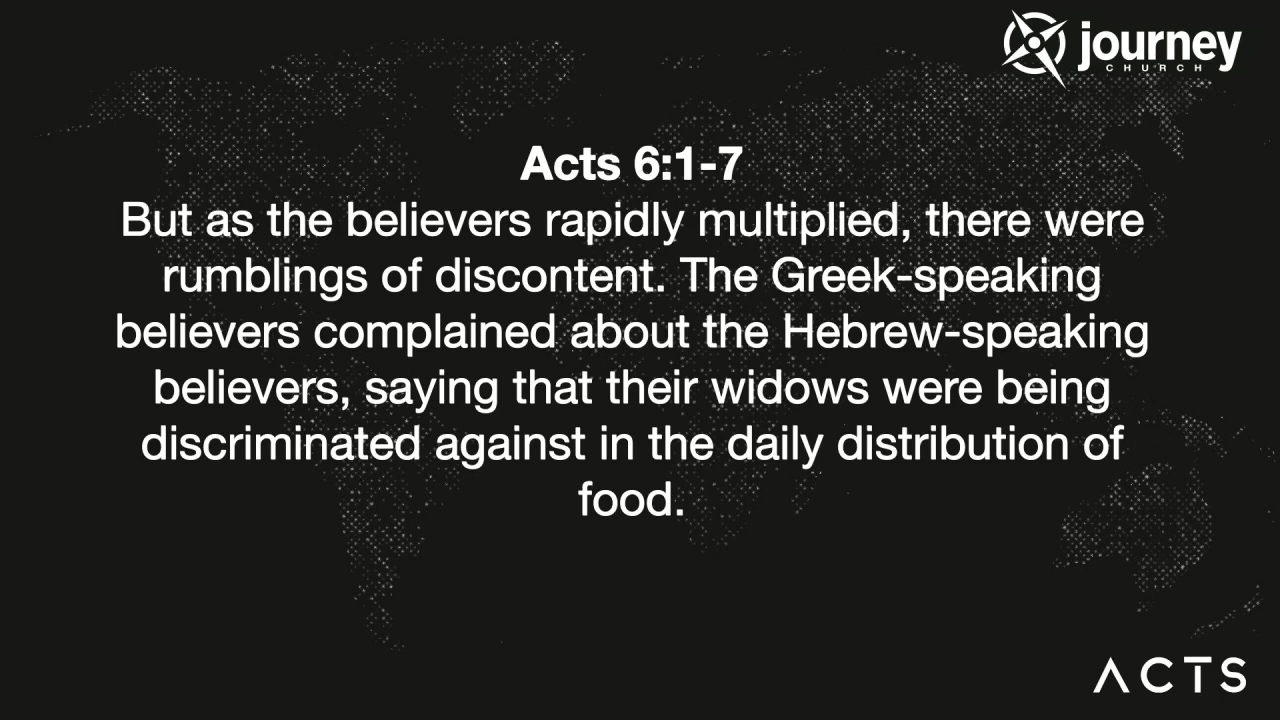 journey
CHURCH
Acts 6:1-7
But as the believers rapidly multiplied, there were
rumblings of discontent. The Greek-speaking
believers complained about the Hebrew-speaking
believers, saying that their widows were being
discriminated against in the daily distribution of
food.
ACTS